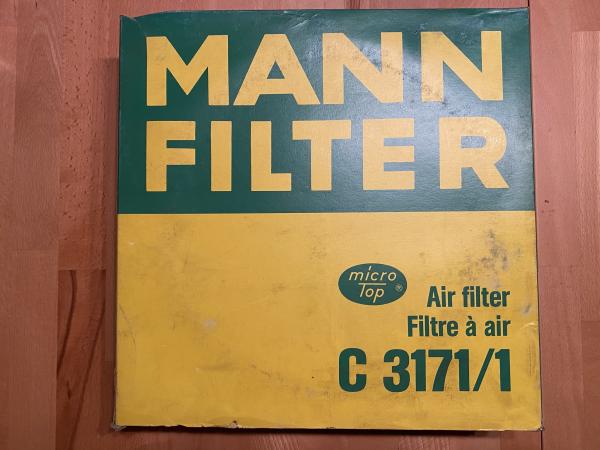 MANN
FILTER
micro
Top ®
Air filter
Filtre à air
C 3171/1